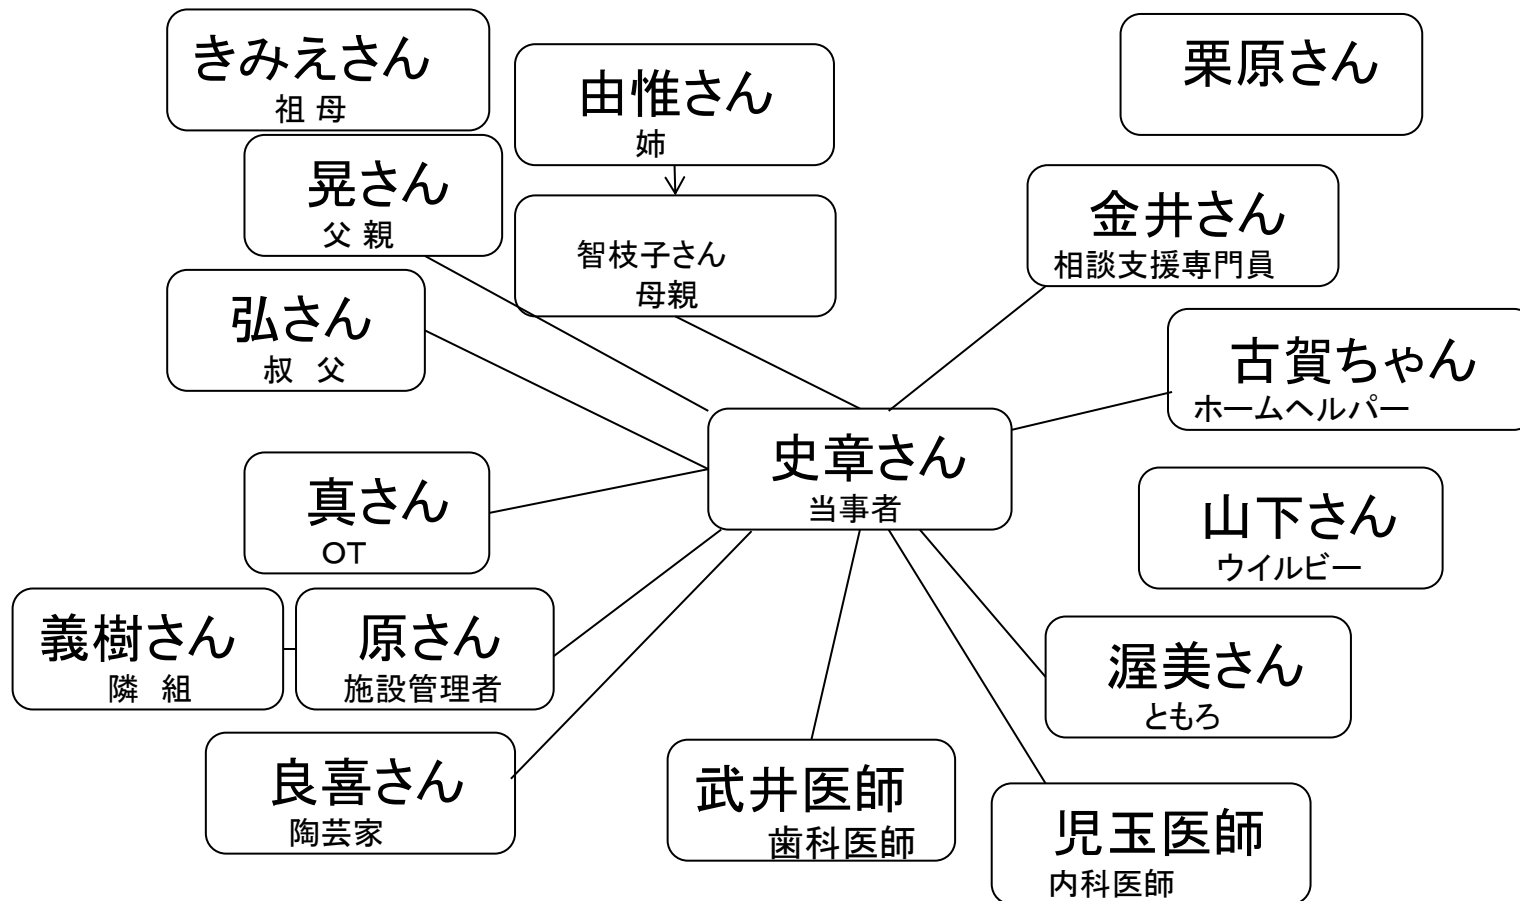 きみえさん
祖 母
由惟さん
姉
栗原さん
晃さん
父 親
智枝子さん
母親
金井さん
相談支援専門員
弘さん
叔 父
古賀ちゃん
ホームヘルパー
史章さん
当事者
真さん
OT
山下さん
ウイルビー
義樹さん
隣 組
原さん
施設管理者
渥美さん
ともろ
良喜さん
陶芸家
武井医師
歯科医師
児玉医師
内科医師